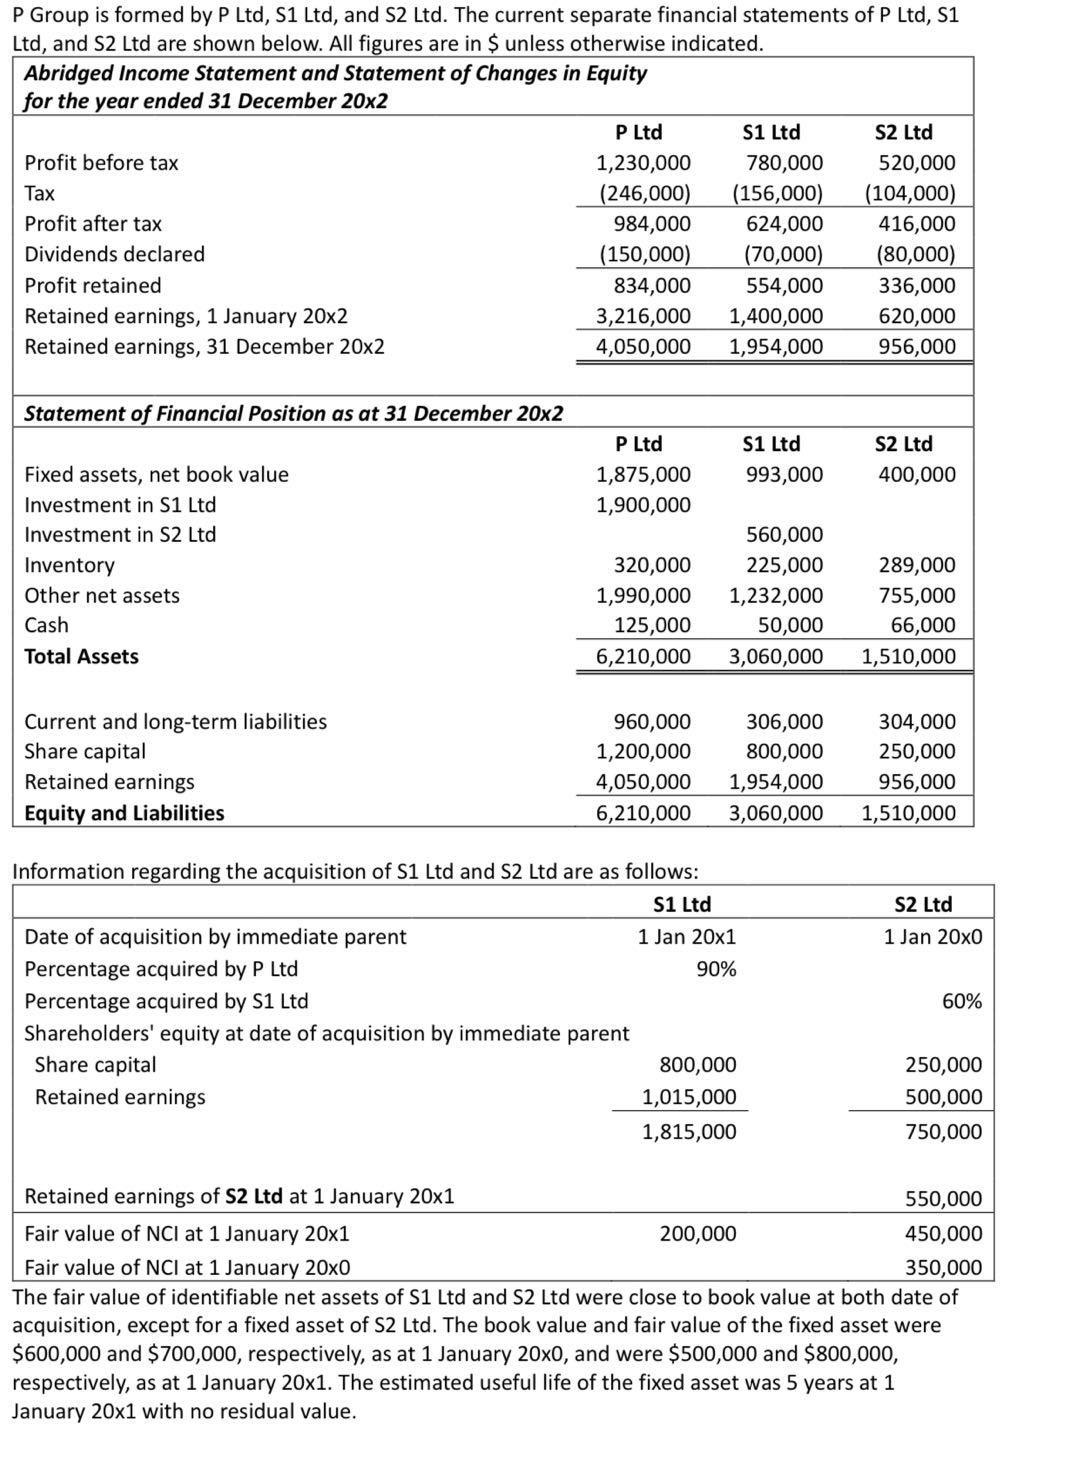 P Group is formed by P Ltd, S1 Ltd, and S2 Ltd. The current separate financial statements of P Ltd, S1
Ltd, and S2 Ltd are shown below. All figures are in $ unless otherwise indicated.
Abridged Income Statement and Statement of Changes in Equity
for the year ended 31 December 20x2
P Ltd S1 Ltd S2 Ltd
Profit before tax 1,230,000 780,000 520,000
Tax (246,000) (156,000) (104,000)
Profit after tax 984,000 624,000 416,000
Dividends declared (150,000) (70,000) (80,000)
Profit retained 834,000 554,000 336,000
Retained earnings, 1 January 20x2 3,216,000 1,400,000 620,000
Retained earnings, 31 December 20x2 4,050,000 1,954,000 956,000
Statement of Financial Position as at 31 December 20x2
P Ltd S1 Ltd S2 Ltd
Fixed assets, net book value 1,875,000 993,000 400,000
Investment in S1 Ltd 1,900,000
Investment in S2 Ltd 560,000
Inventory 320,000 225,000 289,000
Other net assets 1,990,000 1,232,000 755,000
Cash 125,000 50,000 66,000
Total Assets 6,210,000 3,060,000 1,510,000
Current and long-term liabilities 960,000 306,000 304,000
Share capital 1,200,000 800,000 250,000
Retained earnings 4,050,000 1,954,000 956,000
Equity and Liabilities 6,210,000 3,060,000 1,510,000
Information regarding the acquisition of S1 Ltd and S2 Ltd are as follows:
S1 Ltd S2 Ltd
Date of acquisition by immediate parent 1 Jan 20x1 1 Jan 20x0
Percentage acquired by P Ltd 90%
Percentage acquired by S1 Ltd 60%
Shareholders' equity at date of acquisition by immediate parent
Share capital 800,000 250,000
Retained earnings 1,015,000 500,000
1,815,000 750,000
Retained earnings of S2 Ltd at 1 January 20x1 550,000
Fair value of NCI at 1 January 20x1 200,000 450,000
Fair value of NCI at 1 January 20x0 350,000
The fair value of identifiable net assets of S1 Ltd and S2 Ltd were close to book value at both date of
acquisition, except for a fixed asset of S2 Ltd. The book value and fair value of the fixed asset were
$600,000 and $700,000, respectively, as at 1 January 20x0, and were $500,000 and $800,000,
respectively, as at 1 January 20x1. The estimated useful life of the fixed asset was 5 years at 1
January 20x1 with no residual value.